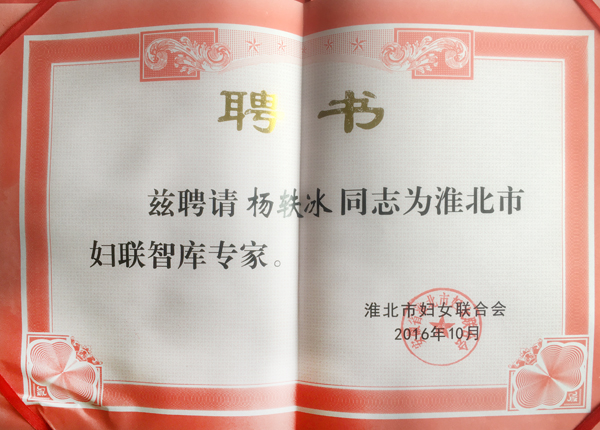 聘书
兹聘请杨轶冰同志为淮北市
妇联智库专家。
淮北市妇女联合会
2016年10月